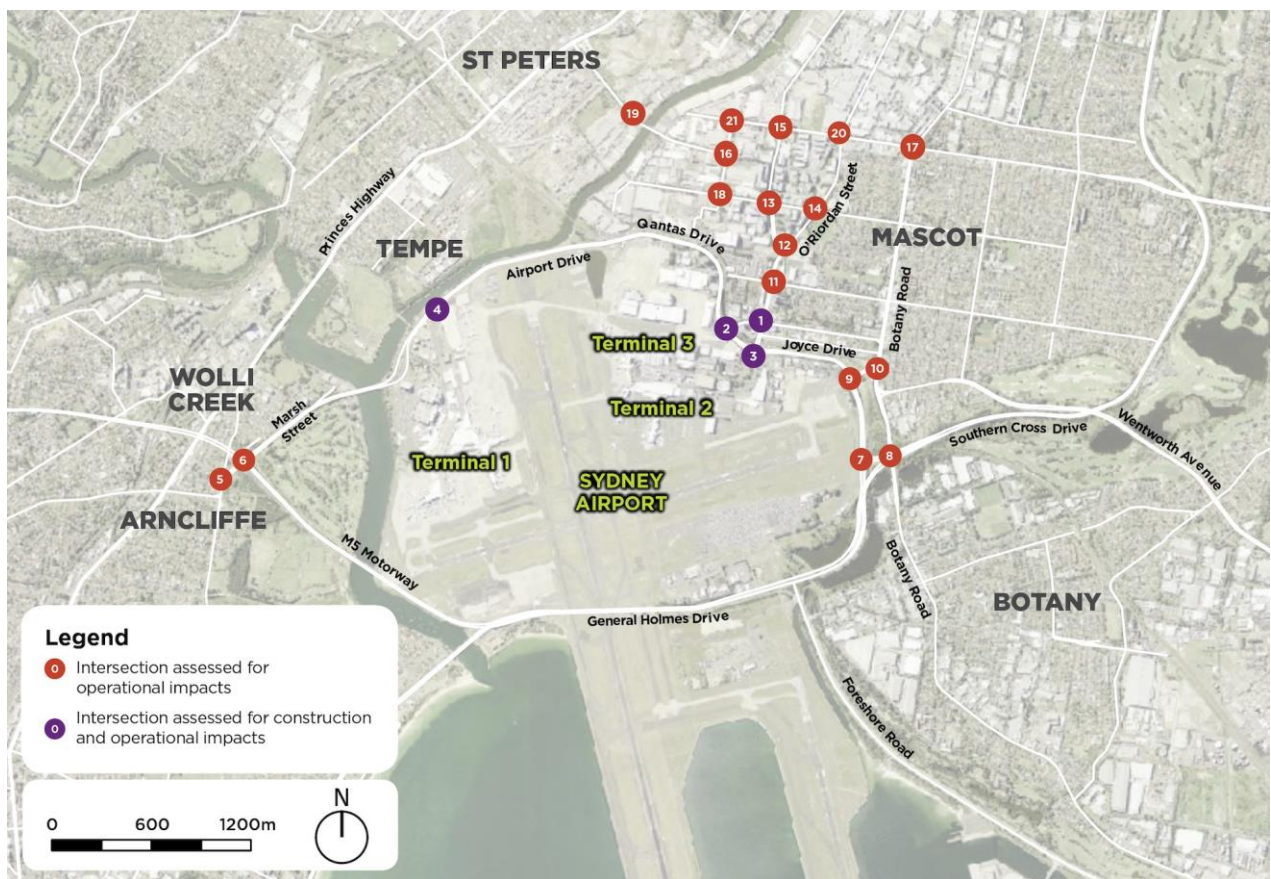 ST PETERS
19
21
15
20
17
16
18
13
14
O'Riordan Street
MASCOT
Princes Highway
TEMPE
Qantas Drive
12
Airport Drive
11
Botany Road
4
1
2
3
Terminal 3
Joyce Drive
10
9
WOLLI
CREEK
Marsh
Street
Terminal 2
Southern Cross Drive
Wentworth Avenue
6
5
Terminal 1
7
8
SYDNEY
AIRPORT
ARNCLIFFE
M5 Motorway
Botany Road
BOTANY
General Holmes Drive
Foreshore Road
Legend
0 Intersection assessed for
operational impacts
0 Intersection assessed for construction
and operational impacts
0 600 1200m
N